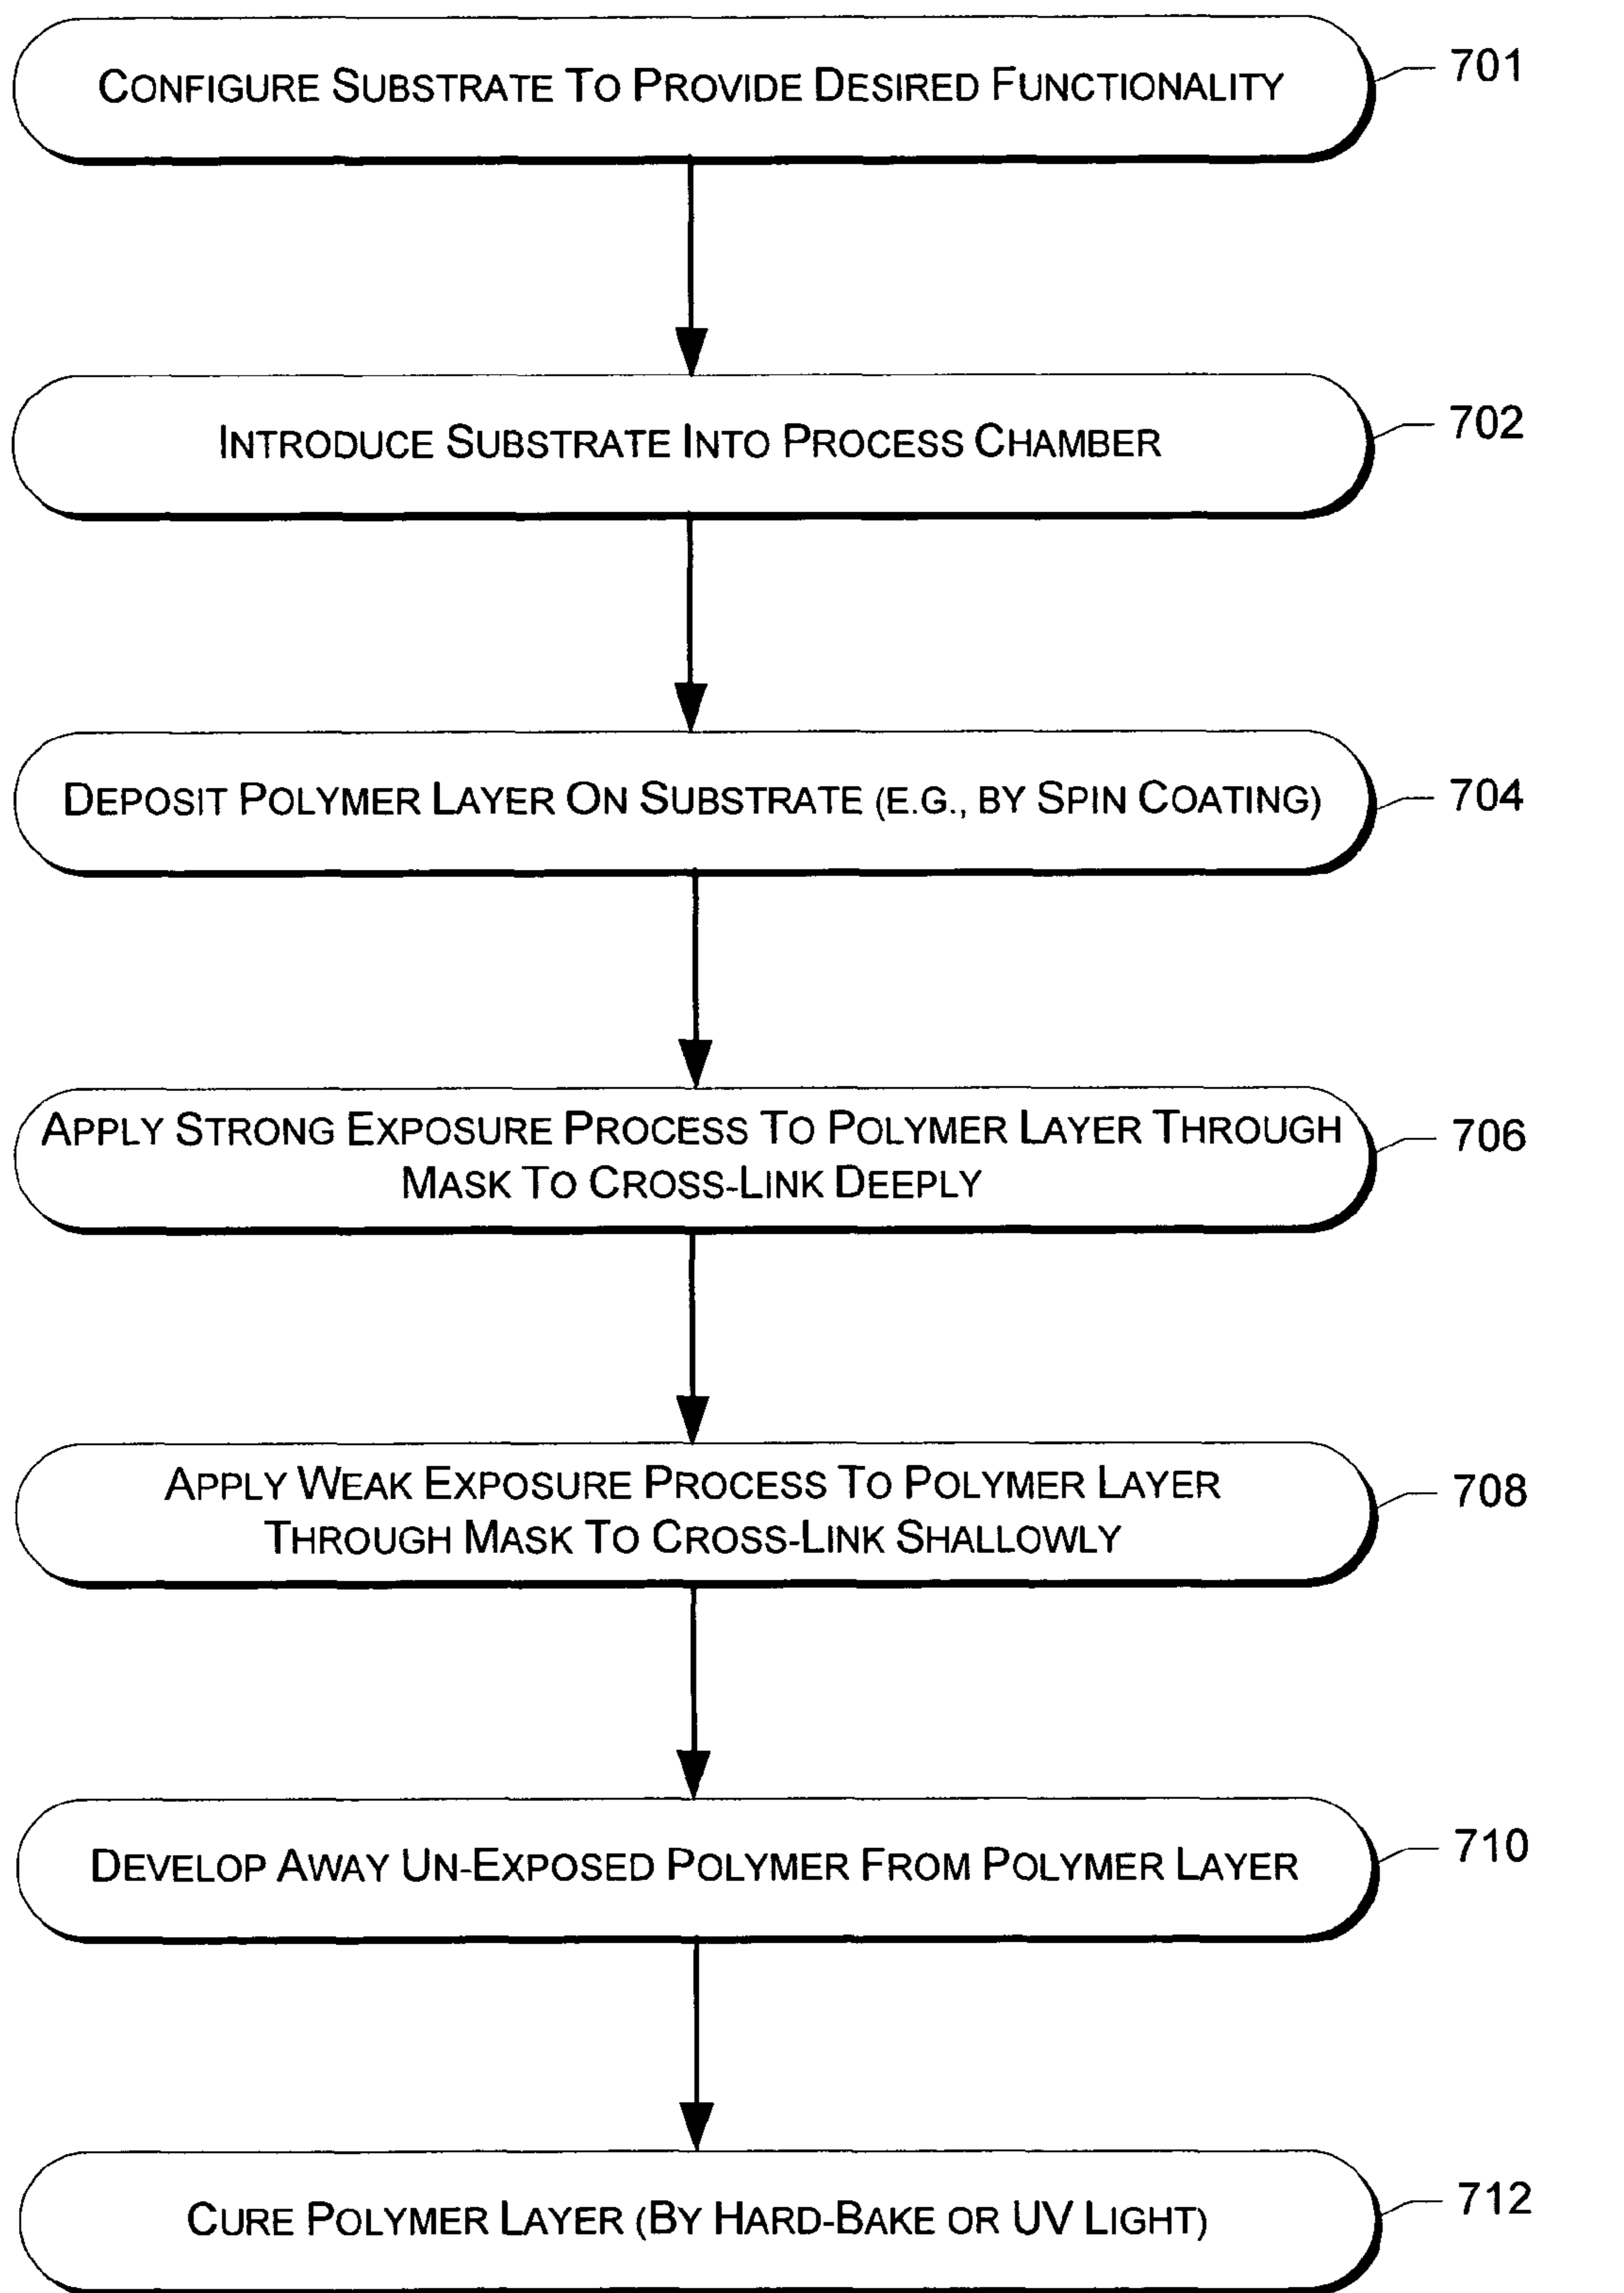 CONFIGURE SUBSTRATE TO PROVIDE DESIRED FUNCTIONALITY
701
INTRODUCE SUBSTRATE INTO PROCESS CHAMBER
702
DEPOSIT POLYMER LAYER ON SUBSTRATE (E.G., BY SPIN COATING)
704
APPLY STRONG EXPOSURE PROCESS TO POLYMER LAYER THROUGH
MASK TO CROSS-LINK DEEPLY
706
APPLY WEAK EXPOSURE PROCESS TO POLYMER LAYER
THROUGH MASK TO CROSS-LINK SHALLOWLY
708
DEVELOP AWAY UN-EXPOSED POLYMER FROM POLYMER LAYER
710
CURE POLYMER LAYER (BY HARD-BAKE OR UV LIGHT)
712